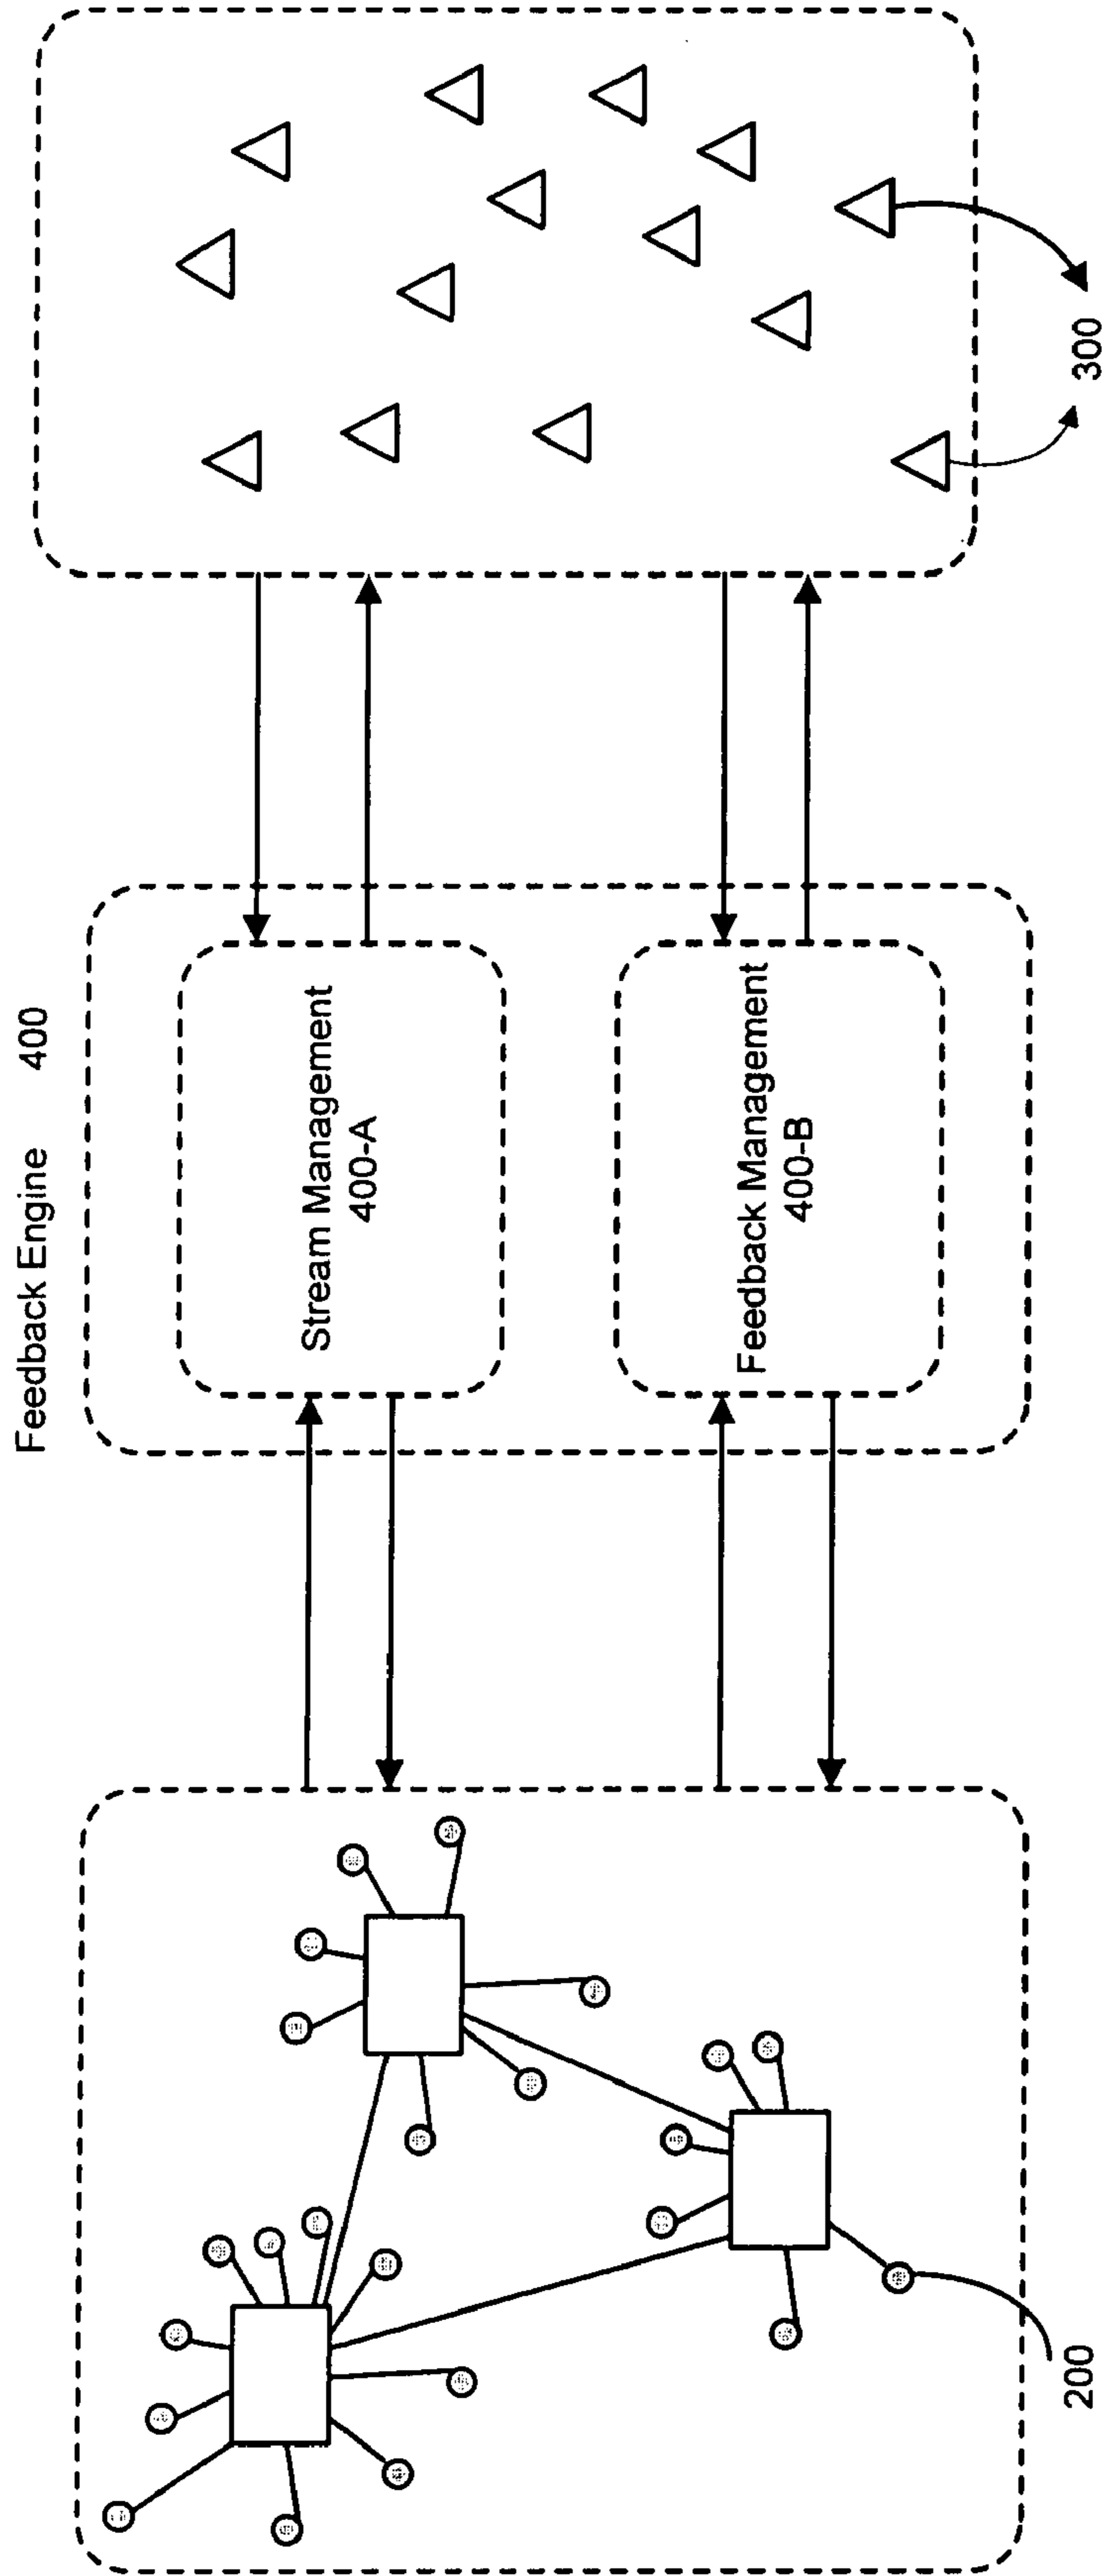 Feedback Engine 400
Stream Management
400-A
Feedback Management
400-B
200
300